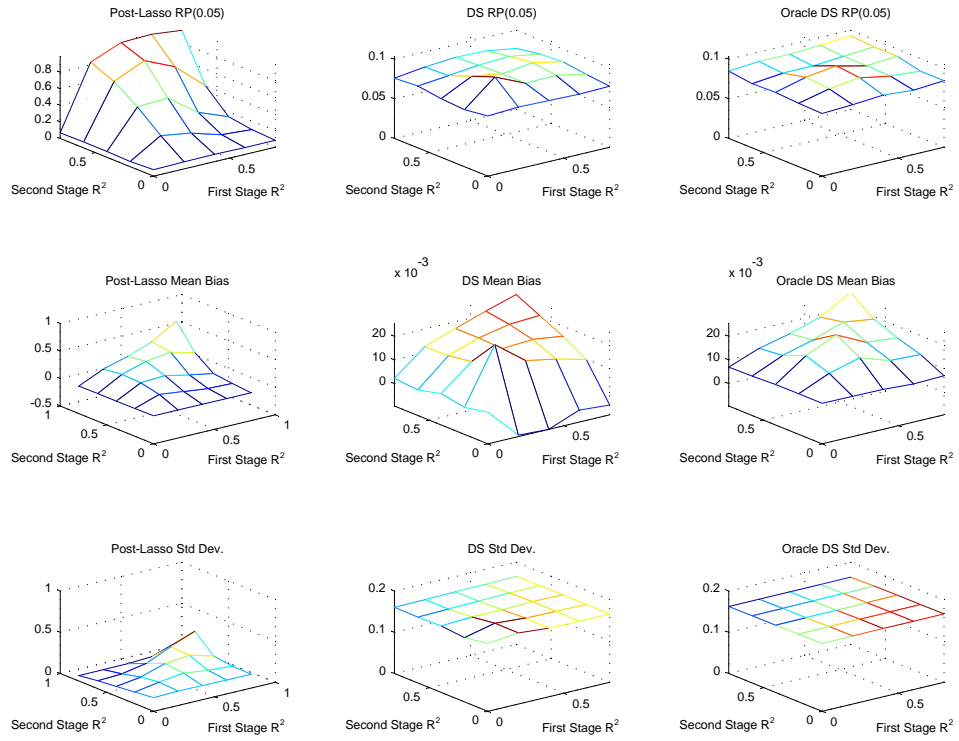 Post-Lasso RP(0.05)
0.8
0.6
0.4
0.2
0
0.5
0
0
0.5
Second Stage R²
First Stage R²
DS RP(0.05)
0.1
0.05
0
0.5
0
0
0.5
Second Stage R²
First Stage R²
Oracle DS RP(0.05)
0.1
0.05
0
0.5
0
0
0.5
Second Stage R²
First Stage R²
Post-Lasso Mean Bias
1
0.5
0
-0.5
1
0.5
0
0
0.5
1
Second Stage R²
First Stage R²
x 10⁻³
DS Mean Bias
20
10
0
0.5
0
0
0.5
Second Stage R²
First Stage R²
x 10⁻³
Oracle DS Mean Bias
20
10
0
0.5
0
0
0.5
Second Stage R²
First Stage R²
Post-Lasso Std Dev.
1
0.5
0
1
0.5
0
0
0.5
1
Second Stage R²
First Stage R²
DS Std Dev.
0.2
0.1
0
0.5
0
0
0.5
Second Stage R²
First Stage R²
Oracle DS Std Dev.
0.2
0.1
0
0.5
0
0
0.5
Second Stage R²
First Stage R²